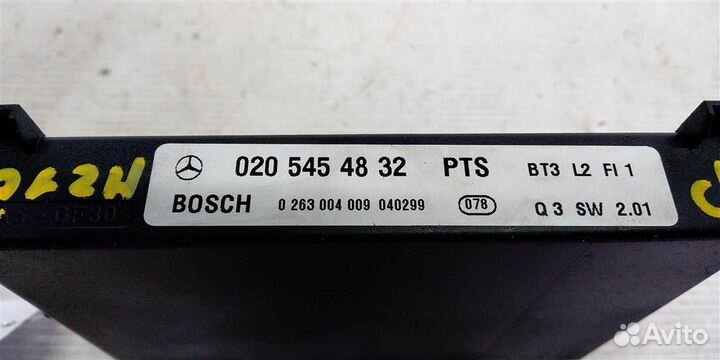 020 545 48 32 PTS BT3 L2 FI 1
BOSCH 0 263 004 009 040299 078 Q 3 SW 2.01
Avito